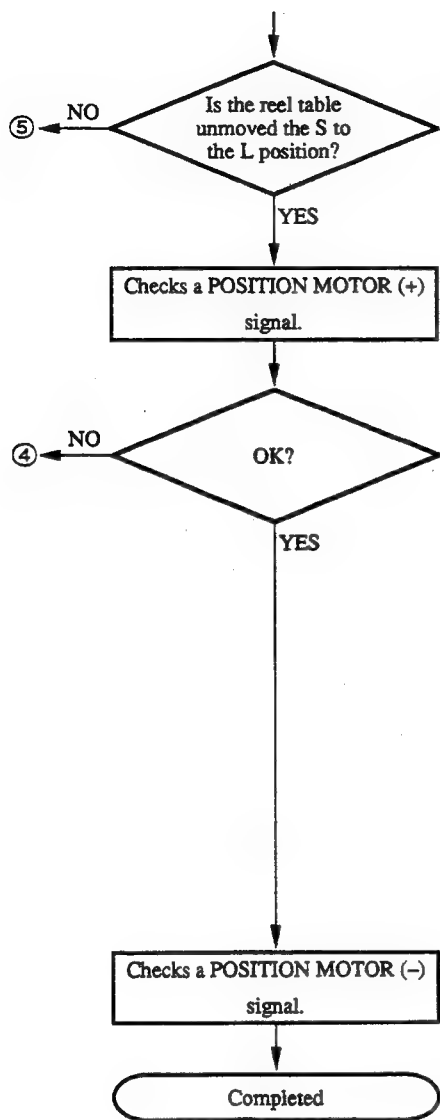 Is the reel table
unmoved the S to
the L position?
NO
⑤
YES
Checks a POSITION MOTOR (+)
signal.
OK?
NO
④
YES
Checks a POSITION MOTOR (–)
signal.
Completed